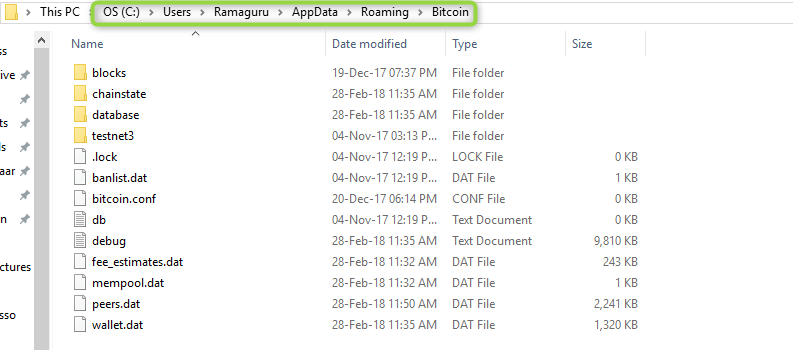 This PC > OS (C:) > Users > Ramaguru > AppData > Roaming > Bitcoin
Name Date modified Type Size
blocks 19-Dec-17 07:37 PM File folder
chainstate 28-Feb-18 11:35 AM File folder
database 28-Feb-18 11:35 AM File folder
testnet3 04-Nov-17 03:13 P... File folder
.lock 04-Nov-17 12:19 P... LOCK File 0 KB
banlist.dat 04-Nov-17 12:19 P... DAT File 1 KB
bitcoin.conf 20-Dec-17 06:14 PM CONF File 0 KB
db 04-Nov-17 12:19 P... Text Document 0 KB
debug 28-Feb-18 11:35 AM Text Document 9,810 KB
fee_estimates.dat 28-Feb-18 11:32 AM DAT File 243 KB
mempool.dat 28-Feb-18 11:32 AM DAT File 1 KB
peers.dat 28-Feb-18 11:50 AM DAT File 2,241 KB
wallet.dat 28-Feb-18 11:35 AM DAT File 1,320 KB
ss
ive
ts
ds
aar
n
ctures
sso